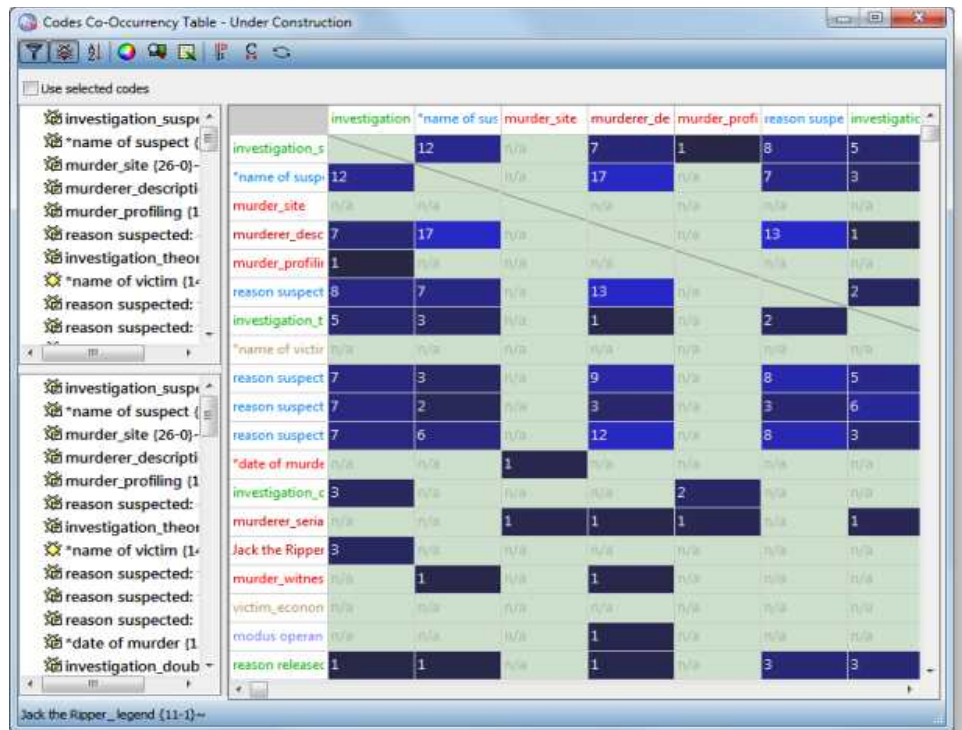 Codes Co-Occurrency Table - Under Construction
Use selected codes
investigation_suspe
*name of suspect {
murder_site {26-0}~
murderer_descripti
murder_profiling {1
reason suspected:
investigation_theor
*name of victim {14
reason suspected:
reason suspected:
investigation_suspe
*name of suspect {
murder_site {26-0}~
murderer_descripti
murder_profiling {1
reason suspected:
investigation_theor
*name of victim {14
reason suspected:
reason suspected:
reason suspected:
*date of murder {1
investigation_doub
investigation *name of sus murder_site murderer_de murder_profi reason suspe investigatic
investigation_s 12 n/a 7 1 8 5
*name of susp 12 n/a 17 7 3
murder_site n/a n/a n/a n/a n/a n/a
murderer_desc 7 17 n/a n/a 13 1
murder_profilir 1 n/a n/a n/a n/a n/a
reason suspect 8 7 n/a 13 n/a 2
investigation_t 5 3 n/a 1 n/a 2
*name of victir n/a n/a n/a n/a n/a n/a n/a
reason suspect 7 3 n/a 9 n/a 8 5
reason suspect 7 2 n/a 3 n/a 3 6
reason suspect 7 6 n/a 12 n/a 8 3
*date of murde n/a n/a 1 n/a n/a n/a n/a
investigation_c 3 n/a n/a n/a 2 n/a n/a
murderer_seria n/a n/a 1 1 1 n/a 1
Jack the Ripper 3 n/a n/a n/a n/a n/a n/a
murder_witnes n/a 1 n/a 1 n/a n/a n/a
victim_econon n/a n/a n/a n/a n/a n/a n/a
modus operan n/a n/a n/a 1 n/a n/a n/a
reason released 1 1 n/a 1 n/a 3 3
Jack the Ripper_legend {11-1}~